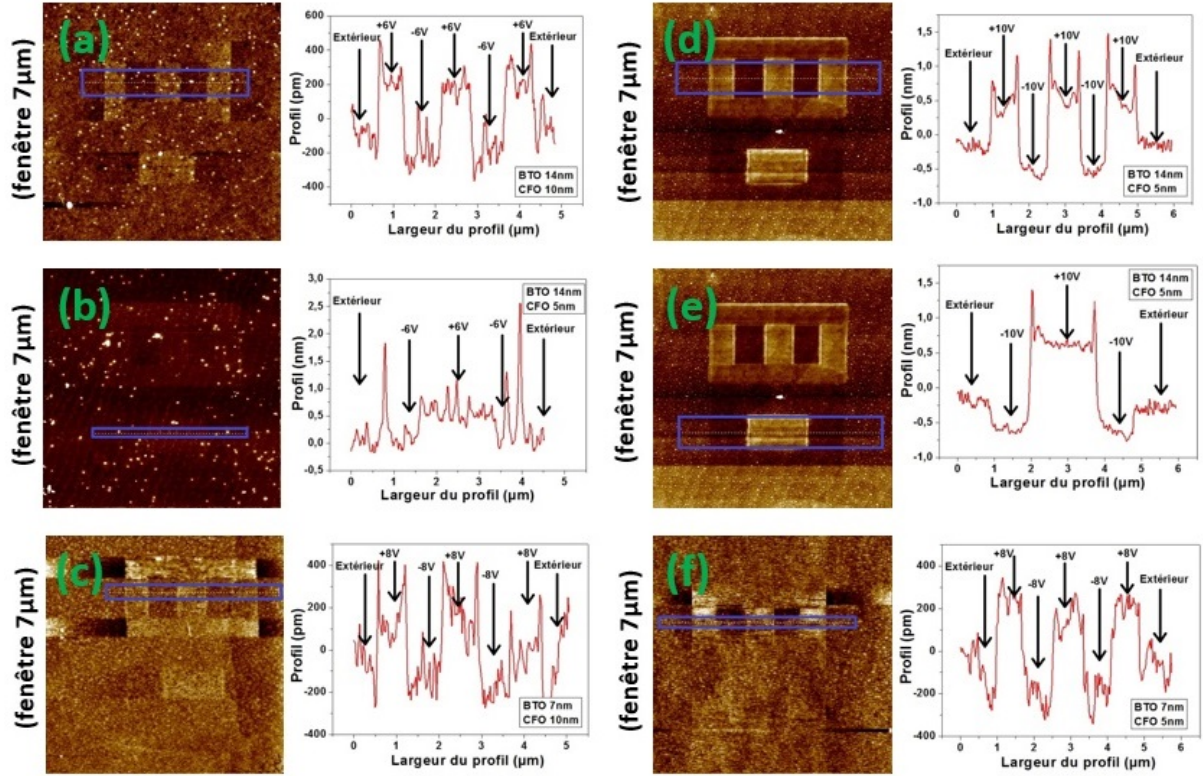 (fenêtre 7µm)
(a)
Profil (pm)
600
400
200
0
-200
-400
Extérieur
+6V
-6V
+6V
-6V
+6V
Extérieur
BTO 14nm
CFO 10nm
0 1 2 3 4 5
Largeur du profil (µm)
(fenêtre 7µm)
(d)
Profil (nm)
1,5
1,0
0,5
0,0
-0,5
-1,0
Extérieur
+10V
-10V
+10V
-10V
+10V
Extérieur
BTO 14nm
CFO 5nm
0 1 2 3 4 5 6
Largeur du profil (µm)
(fenêtre 7µm)
(b)
Profil (nm)
3,0
2,5
2,0
1,5
1,0
0,5
0,0
-0,5
Extérieur
-6V
+6V
-6V
Extérieur
BTO 14nm
CFO 5nm
0 1 2 3 4 5
Largeur du profil (µm)
(fenêtre 7µm)
(e)
Profil (nm)
1,5
1,0
0,5
0,0
-0,5
-1,0
Extérieur
-10V
+10V
-10V
Extérieur
BTO 14nm
CFO 5nm
0 1 2 3 4 5 6
Largeur du profil (µm)
(fenêtre 7µm)
(c)
Profil (pm)
400
200
0
-200
-400
Extérieur
+8V
-8V
+8V
-8V
+8V
Extérieur
BTO 7nm
CFO 10nm
0 1 2 3 4 5
Largeur du profil (µm)
(fenêtre 7µm)
(f)
Profil (pm)
400
200
0
-200
-400
Extérieur
+8V
-8V
+8V
-8V
+8V
Extérieur
BTO 7nm
CFO 5nm
0 1 2 3 4 5 6
Largeur du profil (µm)